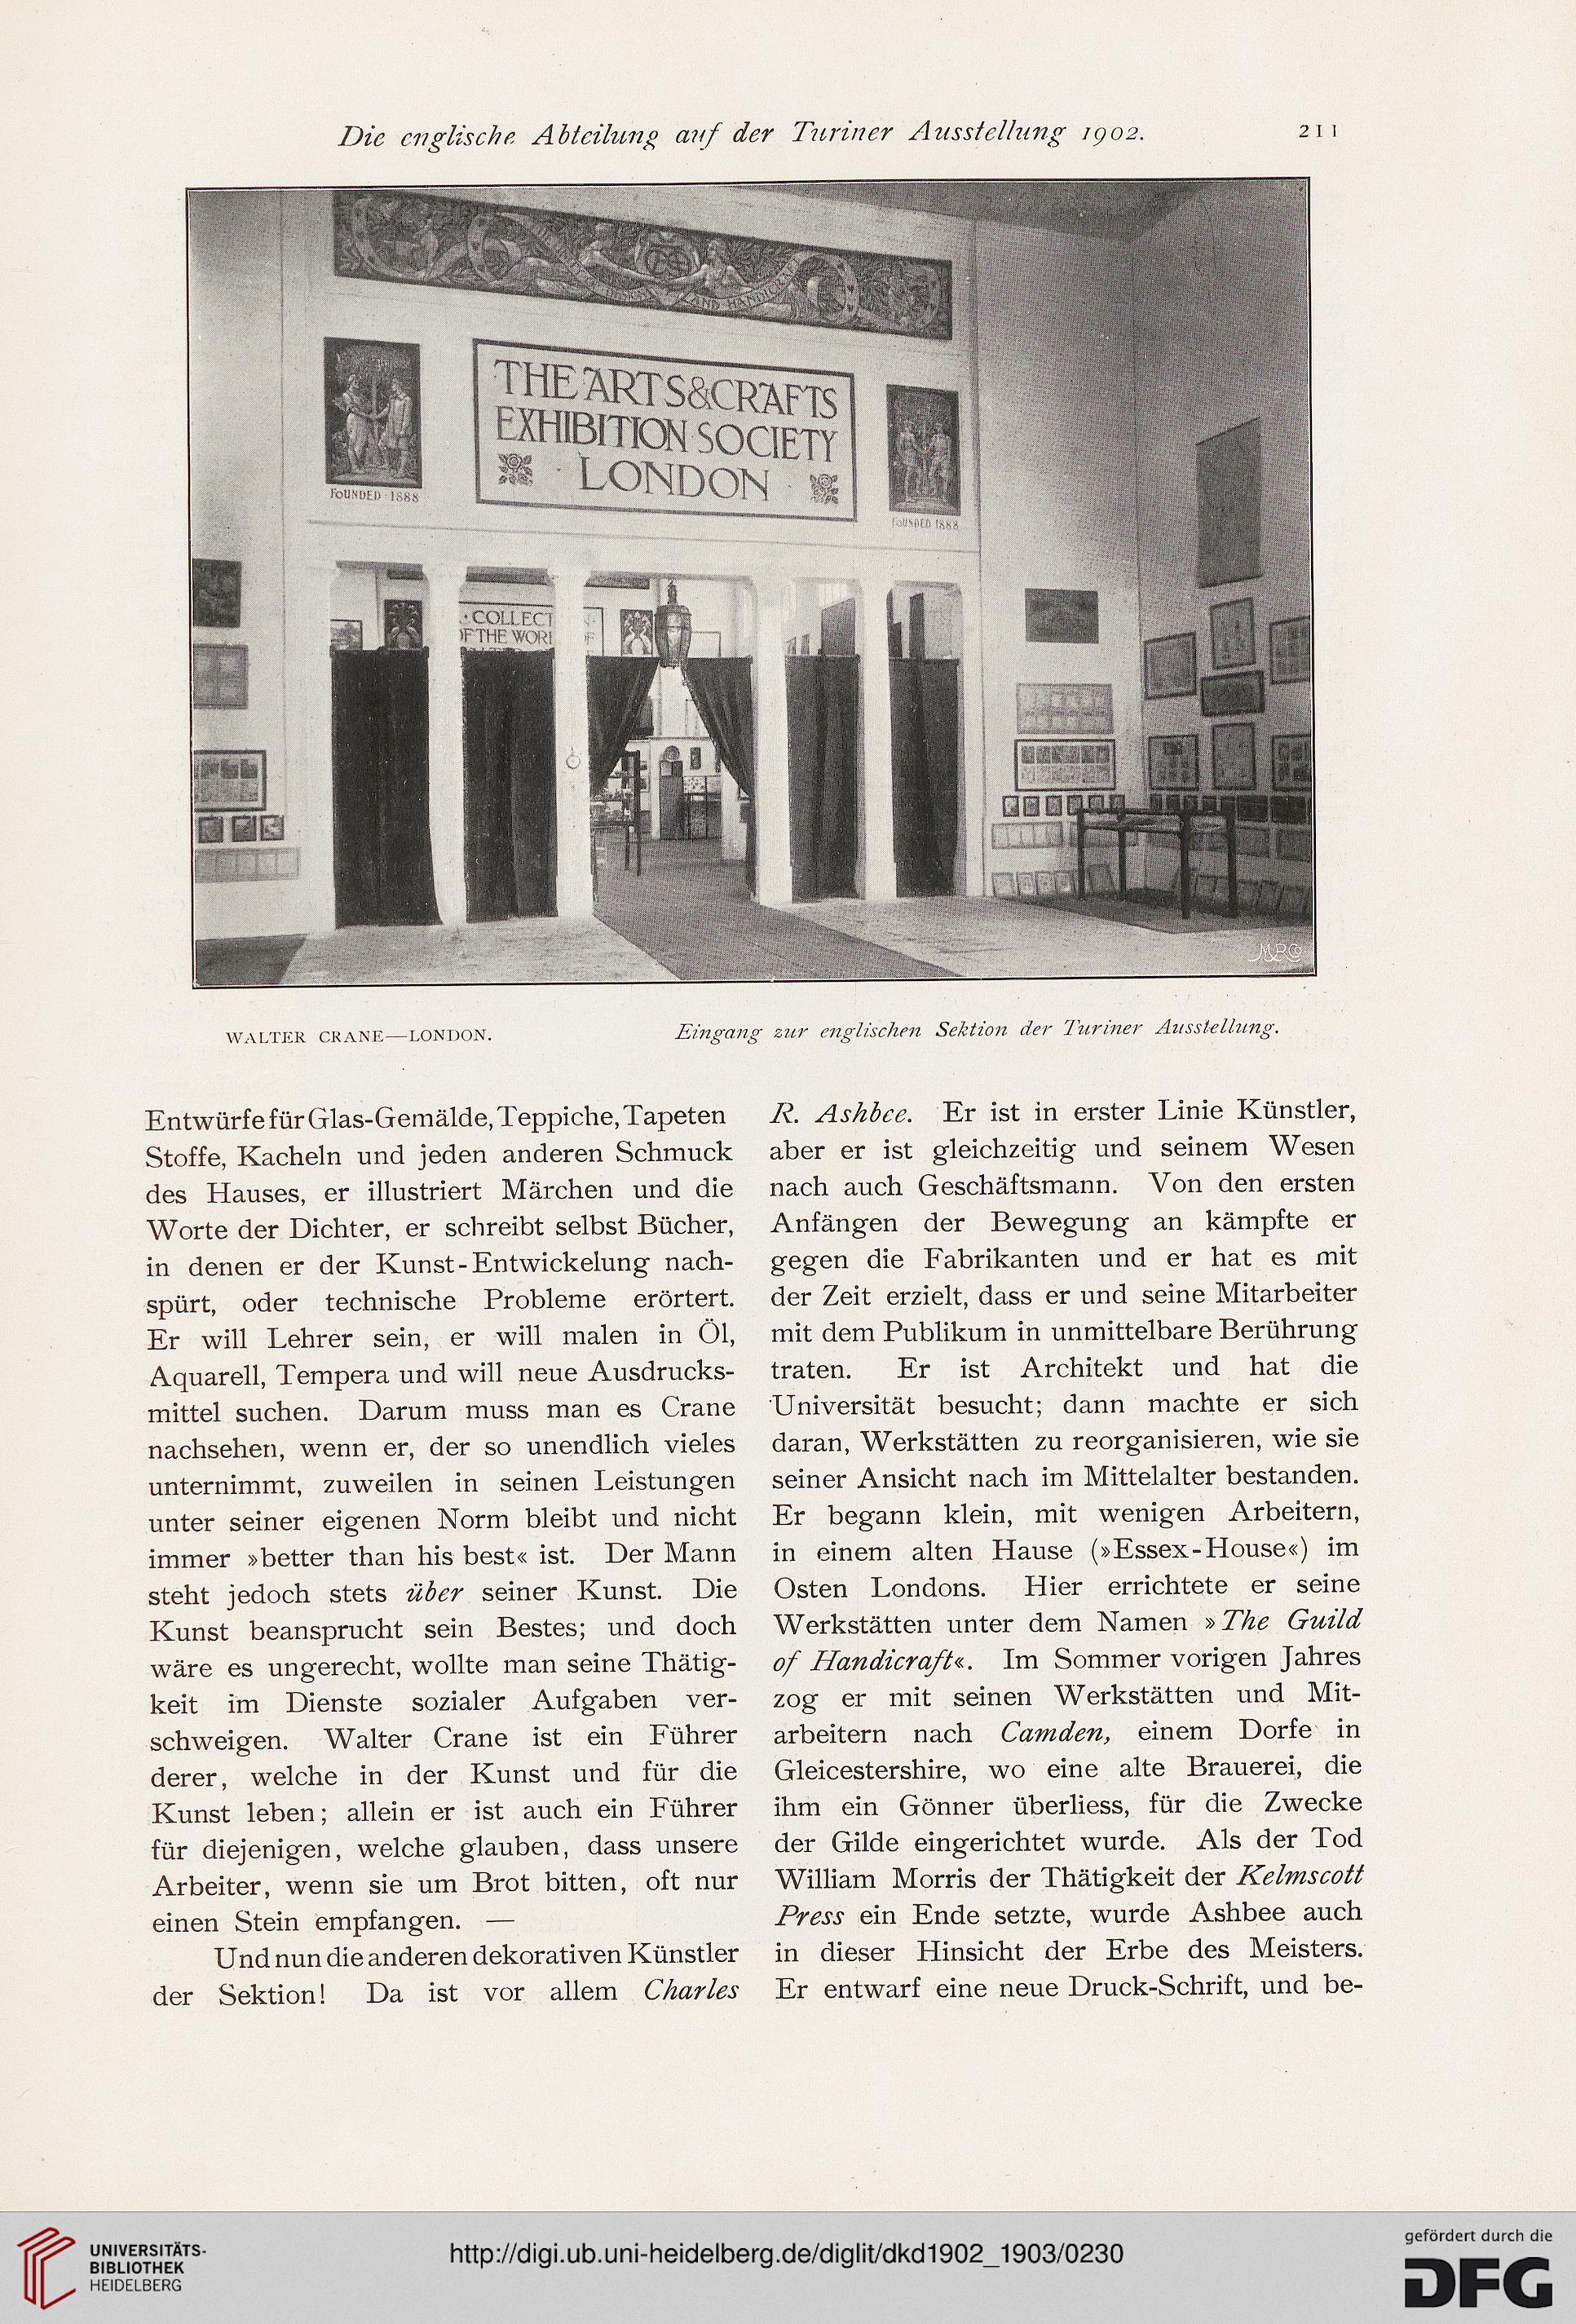 Die englische Abteilung auf der Turiner Ausstellung 1902.
211
AND HANDICRAFT
THE ARTS & CRAFTS
EXHIBITION SOCIETY
· LONDON ·
FOUNDED · 1888
FOUNDED 1888
· COLLECT
OF THE WORK
MRCo
WALTER CRANE—LONDON.
Eingang zur englischen Sektion der Turiner Ausstellung.
Entwürfe für Glas-Gemälde, Teppiche, Tapeten
Stoffe, Kacheln und jeden anderen Schmuck
des Hauses, er illustriert Märchen und die
Worte der Dichter, er schreibt selbst Bücher,
in denen er der Kunst-Entwickelung nach-
spürt, oder technische Probleme erörtert.
Er will Lehrer sein, er will malen in Öl,
Aquarell, Tempera und will neue Ausdrucks-
mittel suchen. Darum muss man es Crane
nachsehen, wenn er, der so unendlich vieles
unternimmt, zuweilen in seinen Leistungen
unter seiner eigenen Norm bleibt und nicht
immer »better than his best« ist. Der Mann
steht jedoch stets über seiner Kunst. Die
Kunst beansprucht sein Bestes; und doch
wäre es ungerecht, wollte man seine Thätig-
keit im Dienste sozialer Aufgaben ver-
schweigen. Walter Crane ist ein Führer
derer, welche in der Kunst und für die
Kunst leben; allein er ist auch ein Führer
für diejenigen, welche glauben, dass unsere
Arbeiter, wenn sie um Brot bitten, oft nur
einen Stein empfangen. —
Und nun die anderen dekorativen Künstler
der Sektion! Da ist vor allem Charles
R. Ashbee. Er ist in erster Linie Künstler,
aber er ist gleichzeitig und seinem Wesen
nach auch Geschäftsmann. Von den ersten
Anfängen der Bewegung an kämpfte er
gegen die Fabrikanten und er hat es mit
der Zeit erzielt, dass er und seine Mitarbeiter
mit dem Publikum in unmittelbare Berührung
traten. Er ist Architekt und hat die
Universität besucht; dann machte er sich
daran, Werkstätten zu reorganisieren, wie sie
seiner Ansicht nach im Mittelalter bestanden.
Er begann klein, mit wenigen Arbeitern,
in einem alten Hause (»Essex-House«) im
Osten Londons. Hier errichtete er seine
Werkstätten unter dem Namen »The Guild
of Handicraft«. Im Sommer vorigen Jahres
zog er mit seinen Werkstätten und Mit-
arbeitern nach Camden, einem Dorfe in
Gleicestershire, wo eine alte Brauerei, die
ihm ein Gönner überliess, für die Zwecke
der Gilde eingerichtet wurde. Als der Tod
William Morris der Thätigkeit der Kelmscott
Press ein Ende setzte, wurde Ashbee auch
in dieser Hinsicht der Erbe des Meisters.
Er entwarf eine neue Druck-Schrift, und be-
UNIVERSITÄTS-
BIBLIOTHEK
HEIDELBERG
http://digi.ub.uni-heidelberg.de/diglit/dkd1902_1903/0230
gefördert durch die
DFG